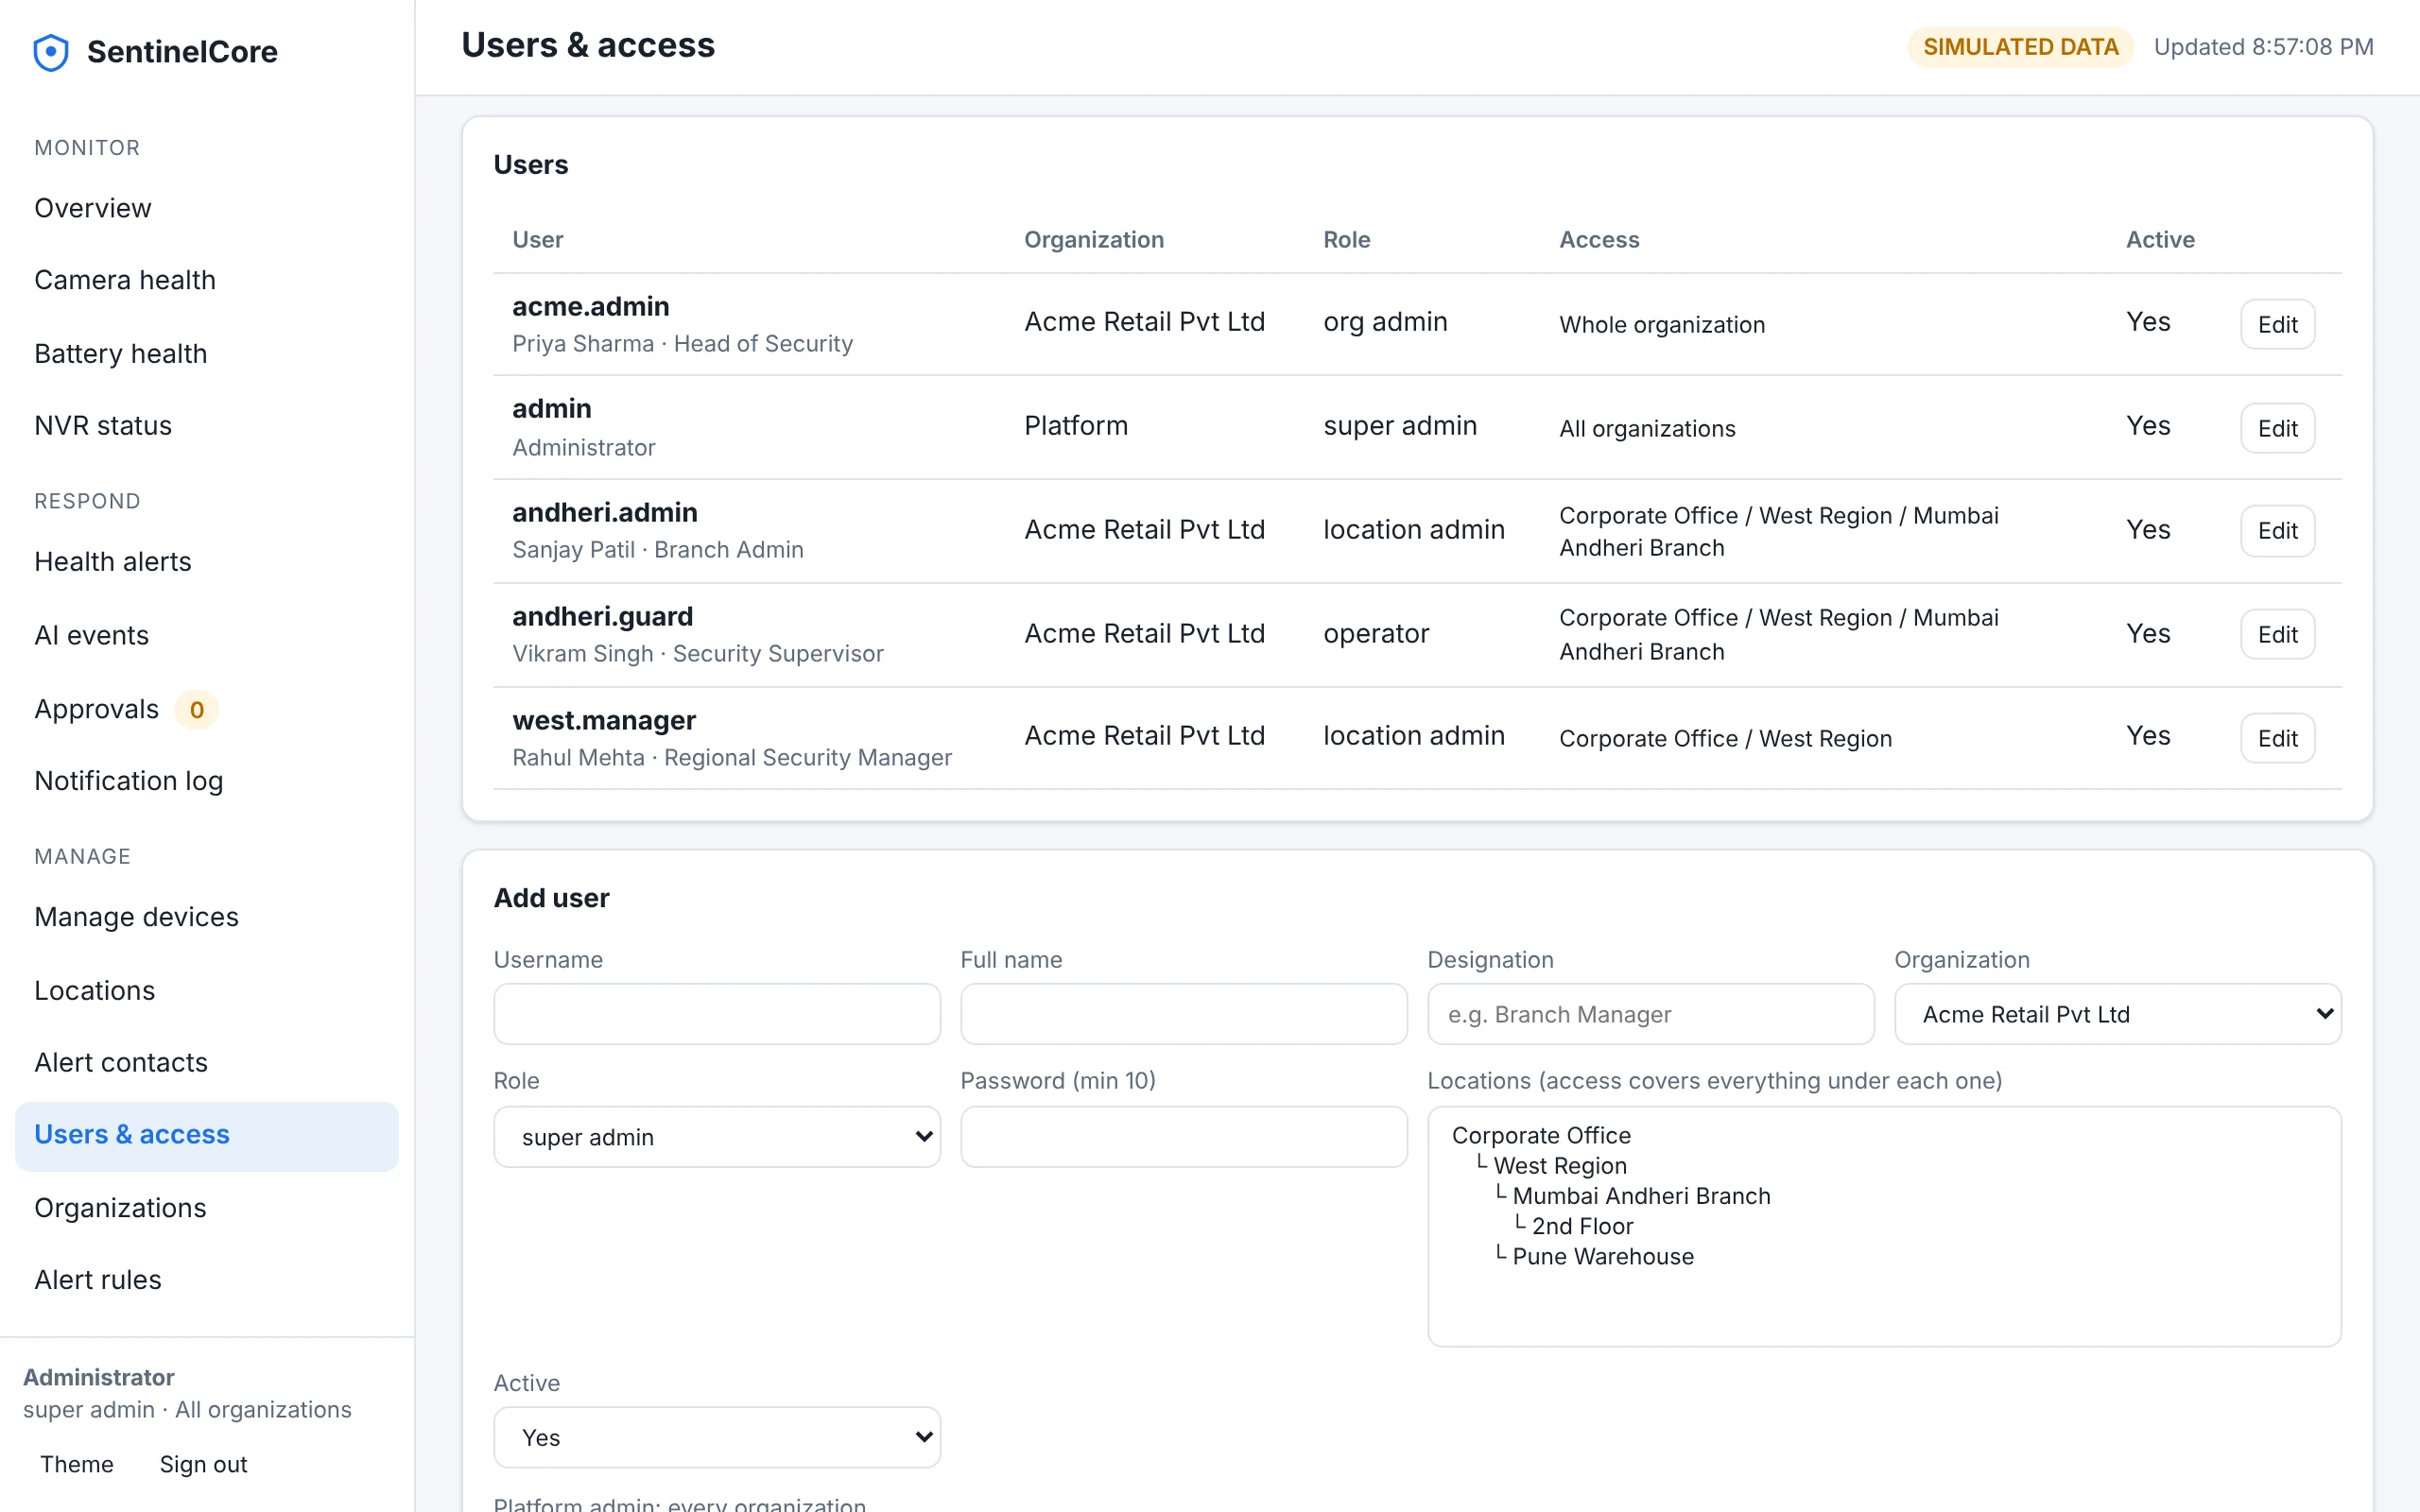 SentinelCore
MONITOR
Overview
Camera health
Battery health
NVR status
RESPOND
Health alerts
AI events
Approvals 0
Notification log
MANAGE
Manage devices
Locations
Alert contacts
Users & access
Organizations
Alert rules
Administrator
super admin · All organizations
Theme Sign out
Users & access
SIMULATED DATA Updated 8:57:08 PM
Users
User Organization Role Access Active
acme.admin
Priya Sharma · Head of Security
Acme Retail Pvt Ltd org admin Whole organization Yes Edit
admin
Administrator
Platform super admin All organizations Yes Edit
andheri.admin
Sanjay Patil · Branch Admin
Acme Retail Pvt Ltd location admin Corporate Office / West Region / Mumbai
Andheri Branch
Yes Edit
andheri.guard
Vikram Singh · Security Supervisor
Acme Retail Pvt Ltd operator Corporate Office / West Region / Mumbai
Andheri Branch
Yes Edit
west.manager
Rahul Mehta · Regional Security Manager
Acme Retail Pvt Ltd location admin Corporate Office / West Region Yes Edit
Add user
Username Full name Designation Organization
e.g. Branch Manager Acme Retail Pvt Ltd
Role Password (min 10) Locations (access covers everything under each one)
super admin
Corporate Office
└ West Region
└ Mumbai Andheri Branch
└ 2nd Floor
└ Pune Warehouse
Active
Yes
Platform admin: every organization